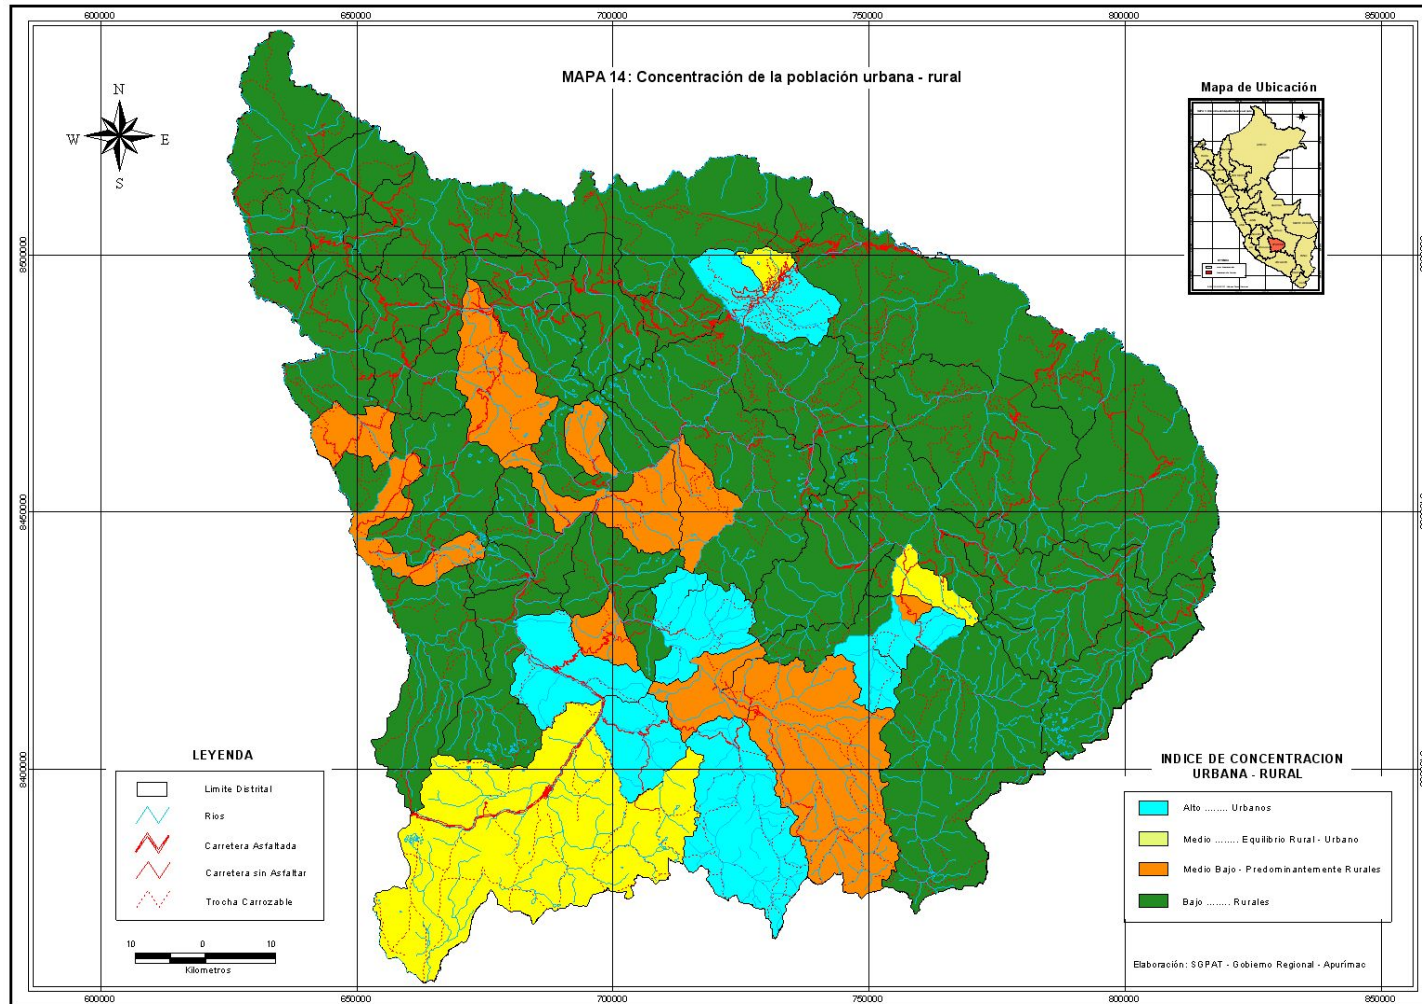 600000 650000 700000 750000 800000 850000
MAPA 14: Concentración de la población urbana - rural
Mapa de Ubicación
N
W E
S
8500000
8450000
8400000
LEYENDA
Limite Distrital
Rios
Carretera Asfaltada
Carretera sin Asfaltar
Trocha Carrozable
10 0 10
Kilometros
INDICE DE CONCENTRACION
URBANA - RURAL
Alto ........ Urbanos
Medio ........ Equilibrio Rural - Urbano
Medio Bajo - Predominantemente Rurales
Bajo ........ Rurales
Elaboración: SGPAT - Gobierno Regional - Apurímac
600000 650000 700000 750000 800000 850000